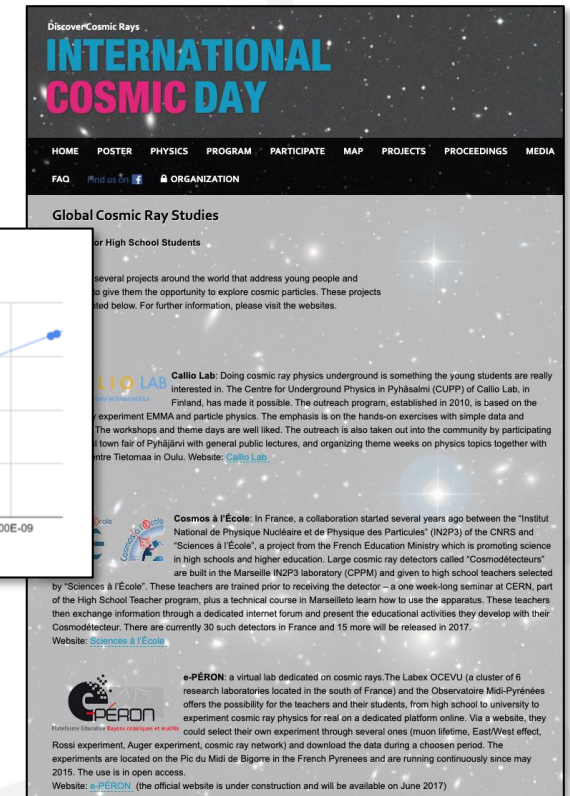 Discover Cosmic Rays
INTERNATIONAL
COSMIC DAY
HOME POSTER PHYSICS PROGRAM PARTICIPATE MAP PROJECTS PROCEEDINGS MEDIA
FAQ Find us on f ORGANIZATION
Global Cosmic Ray Studies
or High School Students
several projects around the world that address young people and
to give them the opportunity to explore cosmic particles. These projects
ted below. For further information, please visit the websites.
LIO LAB
Callio Lab: Doing cosmic ray physics underground is something the young students are really
interested in. The Centre for Underground Physics in Pyhäsalmi (CUPP) of Callio Lab, in
Finland, has made it possible. The outreach program, established in 2010, is based on the
y experiment EMMA and particle physics. The emphasis is on the hands-on exercises with simple data and
The workshops and theme days are well liked. The outreach is also taken out into the community by participating
l town fair of Pyhäjärvi with general public lectures, and organizing theme weeks on physics topics together with
entre Tietomaa in Oulu. Website: Callio Lab
00E-09
Cosmos à l'École: In France, a collaboration started several years ago between the "Institut
National de Physique Nucléaire et de Physique des Particules" (IN2P3) of the CNRS and
"Sciences à l'École", a project from the French Education Ministry which is promoting science
in high schools and higher education. Large cosmic ray detectors called "Cosmodétecteurs"
are built in the Marseille IN2P3 laboratory (CPPM) and given to high school teachers selected
by "Sciences à l'École". These teachers are trained prior to receiving the detector – a one week-long seminar at CERN, part
of the High School Teacher program, plus a technical course in Marseilleto learn how to use the apparatus. These teachers
then exchange information through a dedicated internet forum and present the educational activities they develop with their
Cosmodétecteur. There are currently 30 such detectors in France and 15 more will be released in 2017.
Website: Sciences à l'École
e-PÉRON
Plateforme Educative Rayons cosmiques et muONs
e-PÉRON: a virtual lab dedicated on cosmic rays.The Labex OCEVU (a cluster of 6
research laboratories located in the south of France) and the Observatoire Midi-Pyrénées
offers the possibility for the teachers and their students, from high school to university to
experiment cosmic ray physics for real on a dedicated platform online. Via a website, they
could select their own experiment through several ones (muon lifetime, East/West effect,
Rossi experiment, Auger experiment, cosmic ray network) and download the data during a choosen period. The
experiments are located on the Pic du Midi de Bigorre in the French Pyrenees and are running continuously since may
2015. The use is in open access.
Website: e-PÉRON (the official website is under construction and will be available on June 2017)